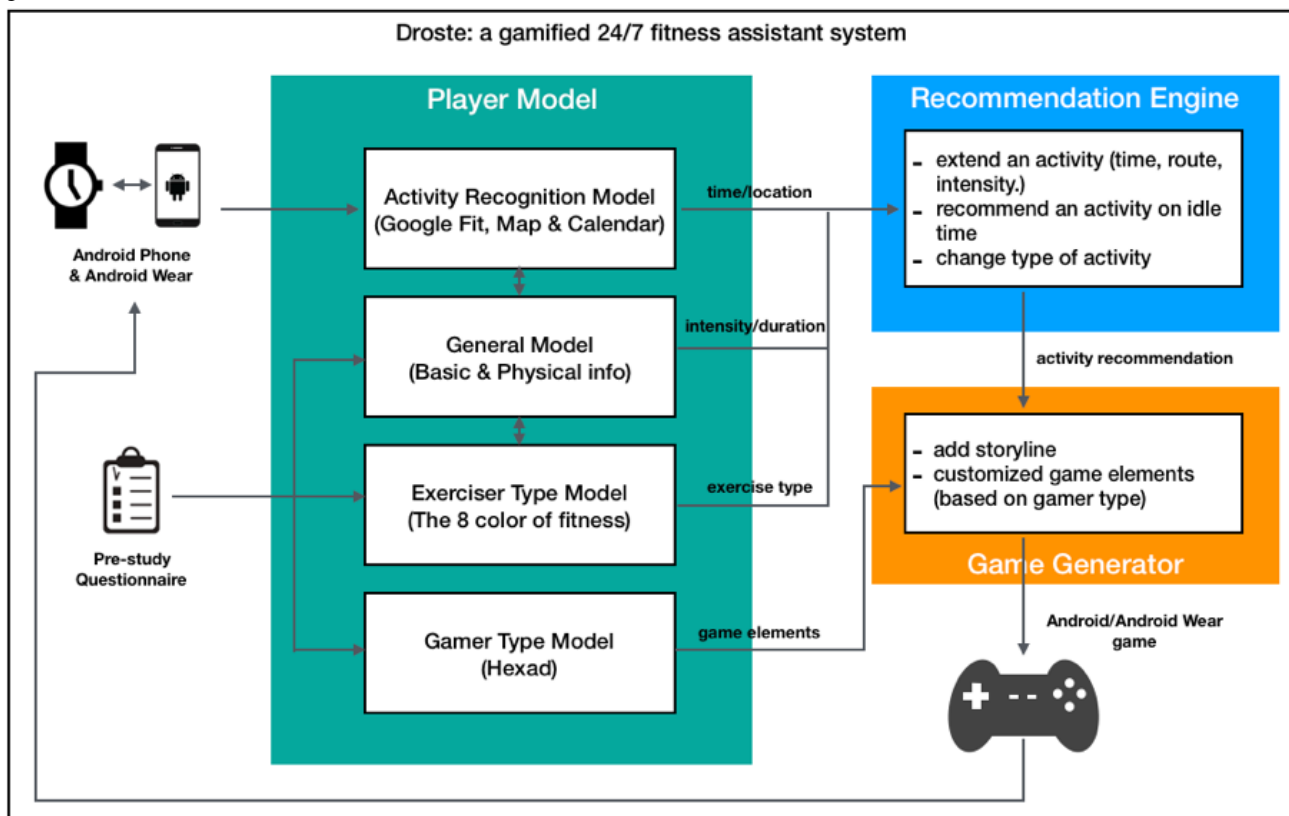 Droste: a gamified 24/7 fitness assistant system
Player Model
Recommendation Engine
Android Phone
& Android Wear
Activity Recognition Model
(Google Fit, Map & Calendar)
time/location
- extend an activity (time, route,
intensity.)
- recommend an activity on idle
time
- change type of activity
General Model
(Basic & Physical info)
intensity/duration
activity recommendation
Pre-study
Questionnaire
Exerciser Type Model
(The 8 color of fitness)
exercise type
- add storyline
- customized game elements
(based on gamer type)
Game Generator
Gamer Type Model
(Hexad)
game elements
Android/Android Wear
game